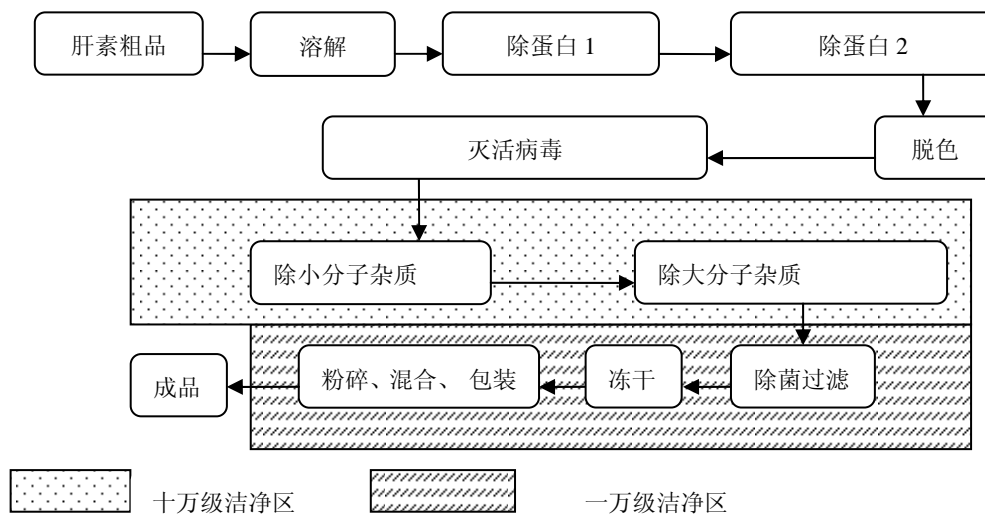 肝素粗品 溶解 除蛋白 1 除蛋白 2
灭活病毒 脱色
除小分子杂质 除大分子杂质
成品 粉碎、混合、 包装 冻干 除菌过滤
十万级洁净区 一万级洁净区